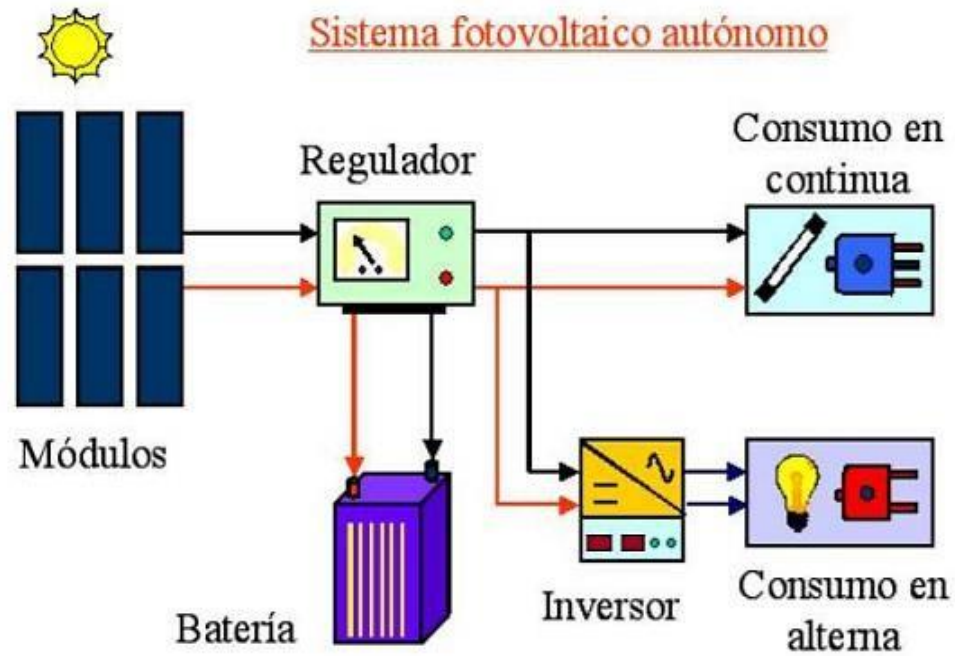 Sistema fotovoltaico autónomo
Regulador
Consumo en
continua
Módulos
Batería
Inversor
Consumo en
alterna